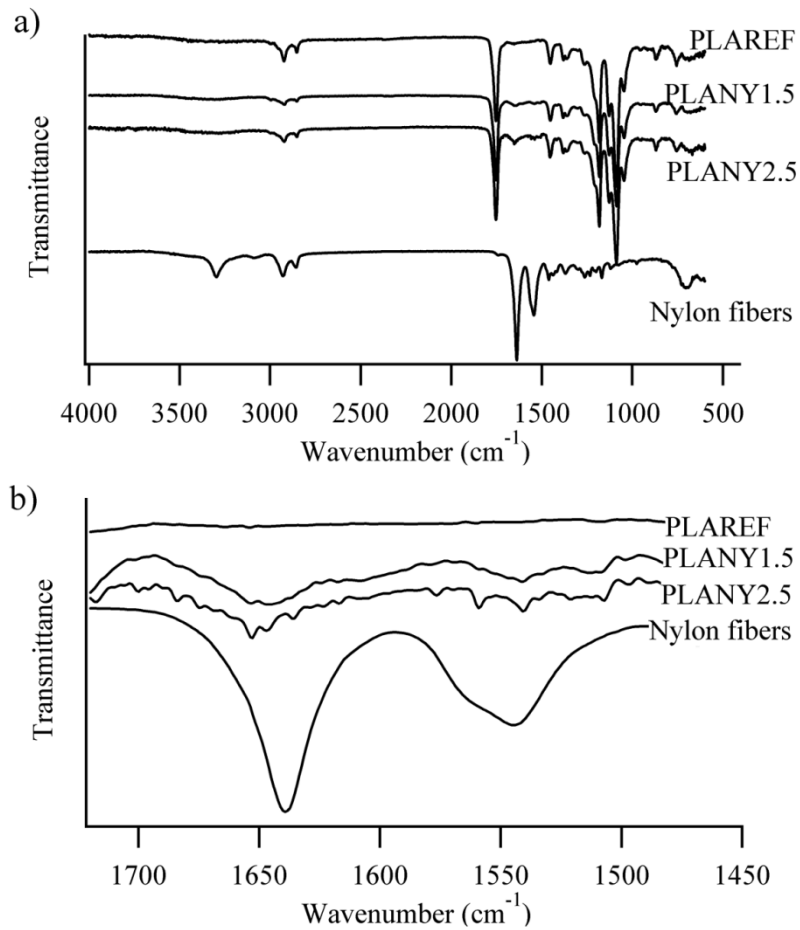 a)
PLAREF
PLANY1.5
PLANY2.5
Nylon fibers
Transmittance
4000 3500 3000 2500 2000 1500 1000 500
Wavenumber (cm-1)
b)
PLAREF
PLANY1.5
PLANY2.5
Nylon fibers
Transmittance
1700 1650 1600 1550 1500 1450
Wavenumber (cm-1)